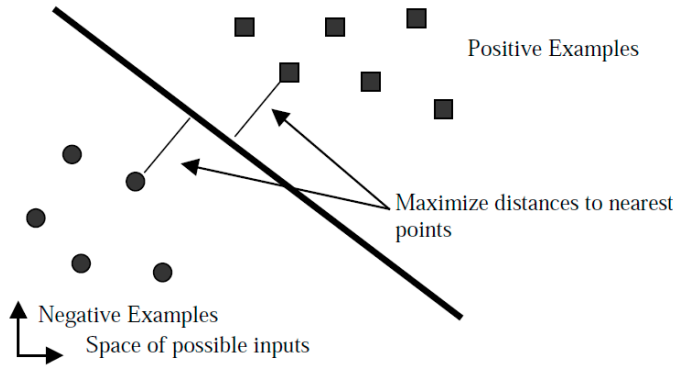 Positive Examples
Maximize distances to nearest
points
Negative Examples
Space of possible inputs